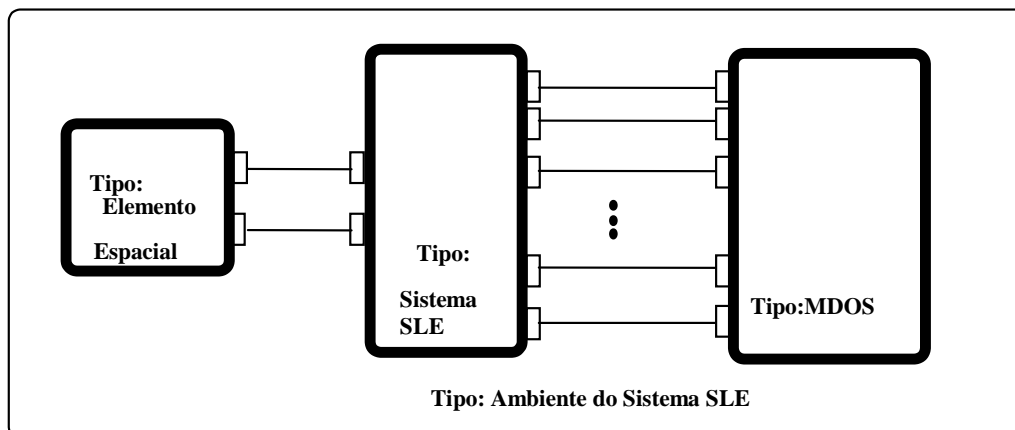 Tipo:
Elemento
Espacial
Tipo:
Sistema
SLE
Tipo:MDOS
Tipo: Ambiente do Sistema SLE